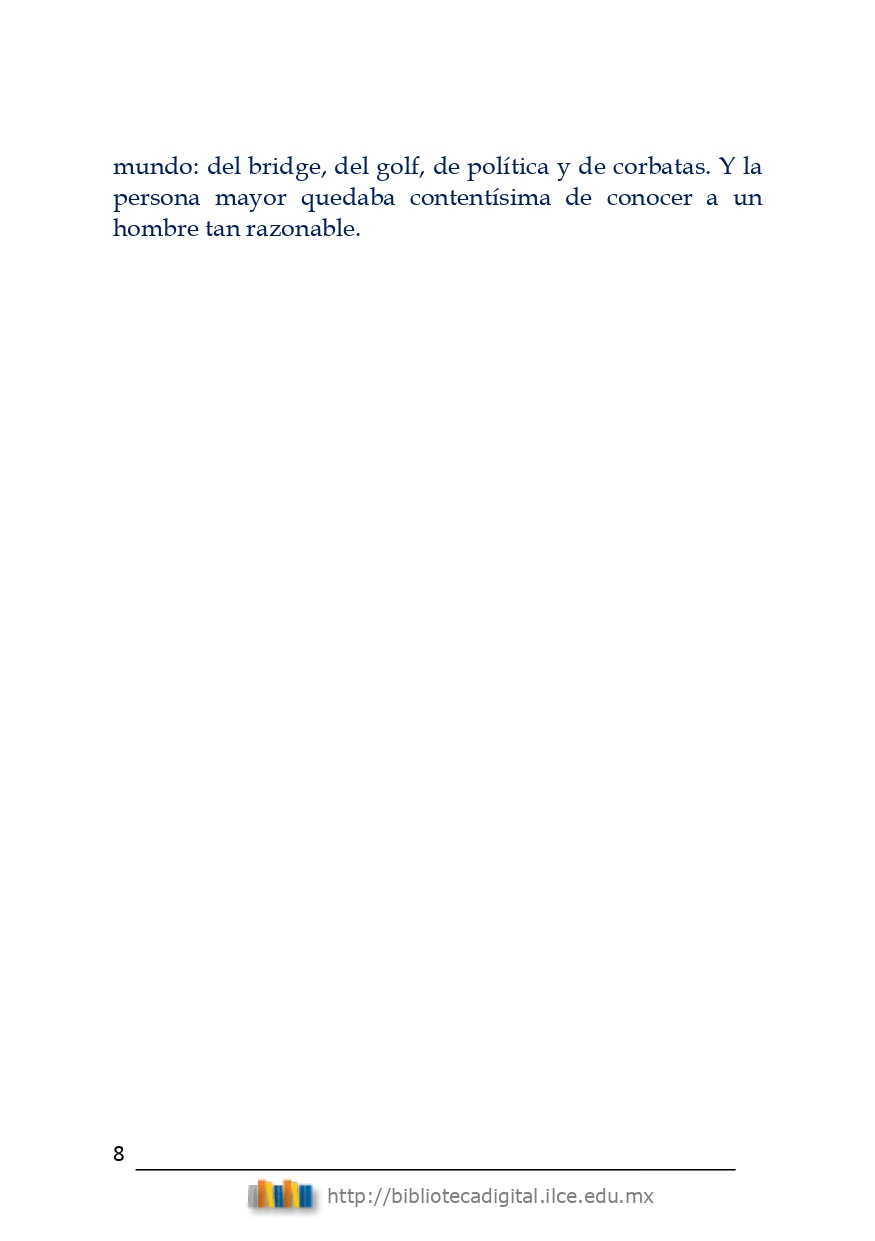 mundo: del bridge, del golf, de política y de corbatas. Y la
persona mayor quedaba contentísima de conocer a un
hombre tan razonable.
8
http://bibliotecadigital.ilce.edu.mx